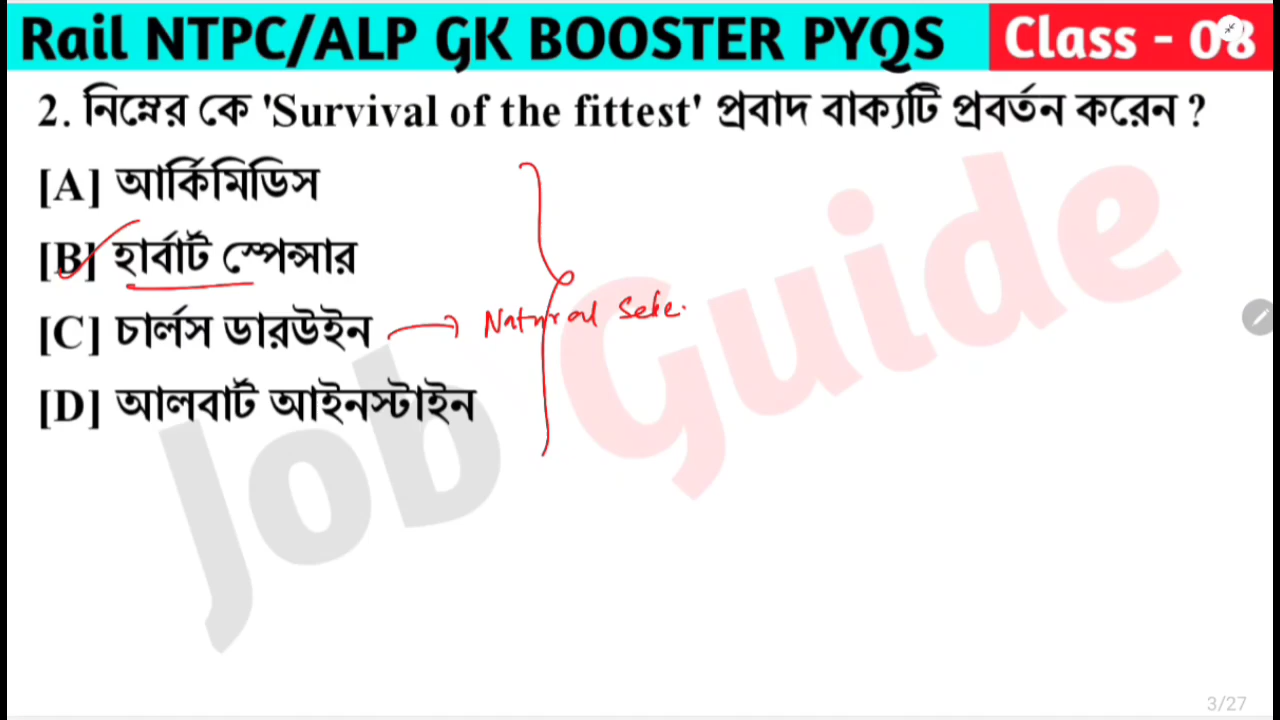 Rail NTPC/ALP GK BOOSTER PYQS Class - 08
2. নিম্নের কে 'Survival of the fittest' প্রবাদ বাক্যটি প্রবর্তন করেন ?
[A] আর্কিমিডিস
[B] হার্বার্ট স্পেন্সার
[C] চার্লস ডারউইন Natural Sele.
[D] আলবার্ট আইনস্টাইন
Job Guide
3/27